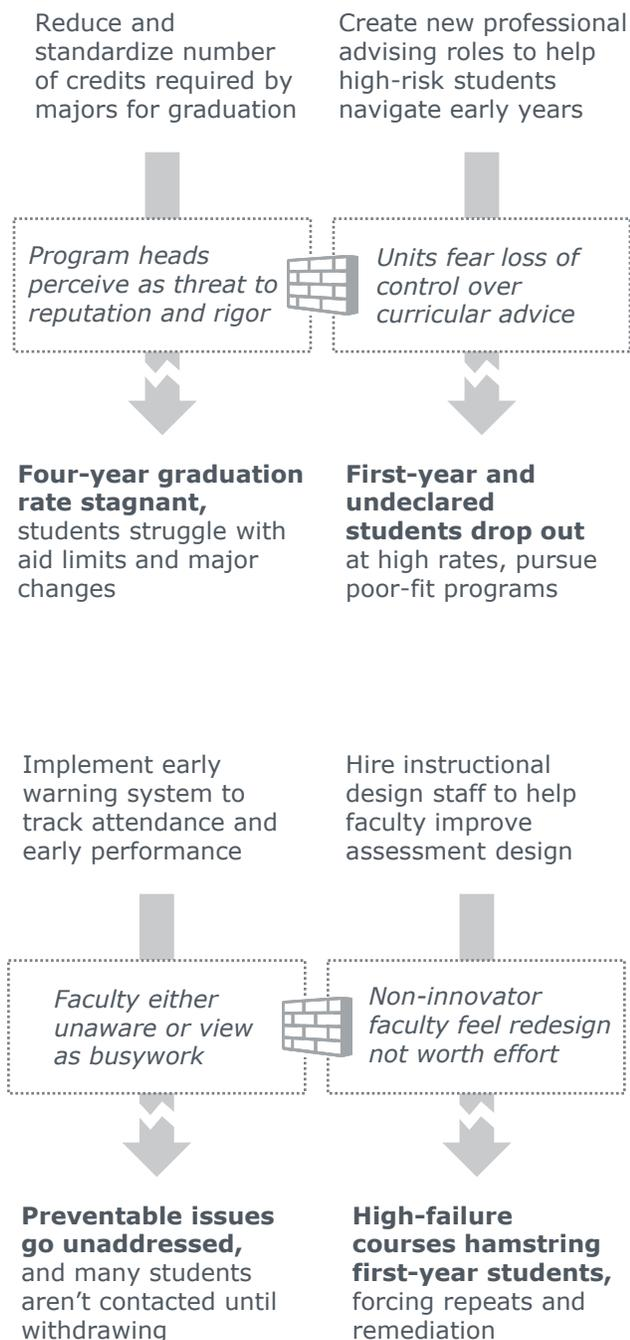 Reduce and
standardize number
of credits required by
majors for graduation
Create new professional
advising roles to help
high-risk students
navigate early years
Program heads
perceive as threat to
reputation and rigor
Units fear loss of
control over
curricular advice
Four-year graduation
rate stagnant,
students struggle with
aid limits and major
changes
First-year and
undeclared
students drop out
at high rates, pursue
poor-fit programs
Implement early
warning system to
track attendance and
early performance
Hire instructional
design staff to help
faculty improve
assessment design
Faculty either
unaware or view
as busywork
Non-innovator
faculty feel redesign
not worth effort
Preventable issues
go unaddressed,
and many students
aren’t contacted until
withdrawing
High-failure
courses hamstring
first-year students,
forcing repeats and
remediation